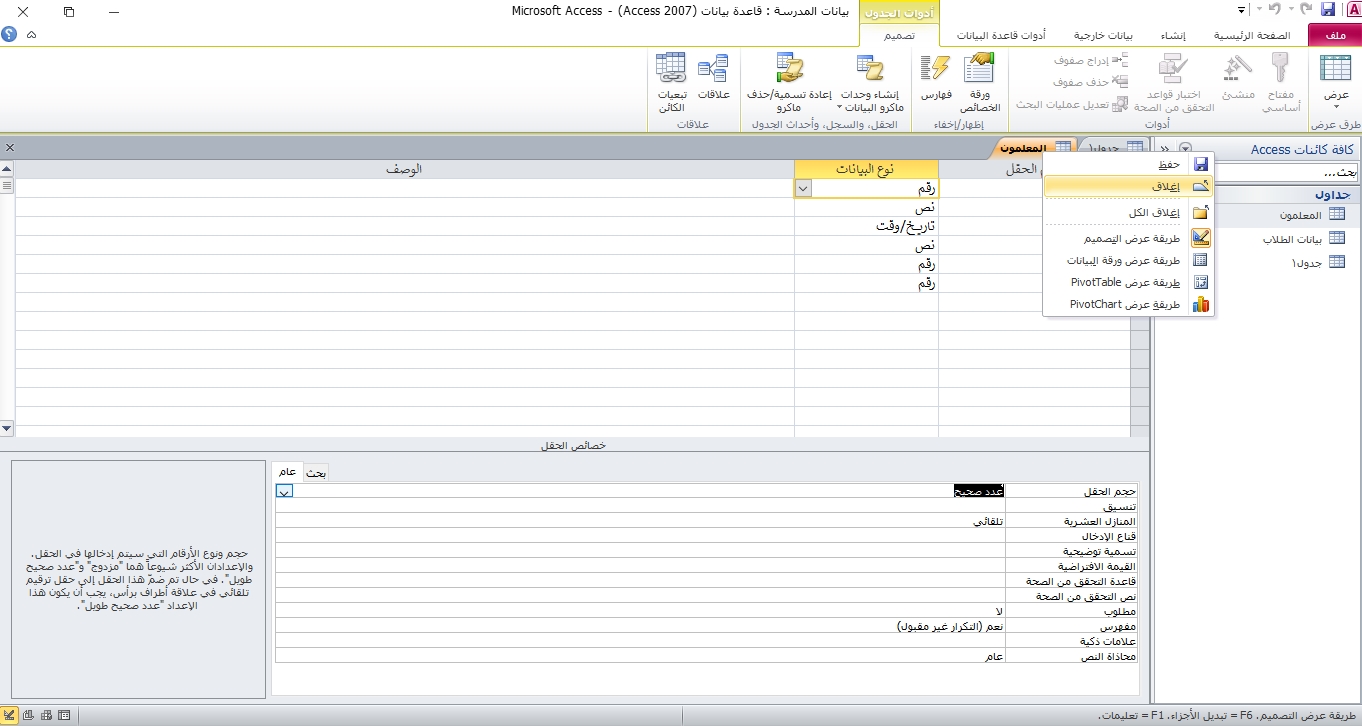 بيانات المدرسة : قاعدة بيانات (Access 2007) - Microsoft Access
أدوات الجدول
ملف
الصفحة الرئيسية
إنشاء
بيانات خارجية
أدوات قاعدة البيانات
تصميم
عرض
طرق عرض
مفتاح أساسي
منشئ
اختبار قواعد التحقق من الصحة
إدراج صفوف
حذف صفوف
تعديل عمليات البحث
أدوات
ورقة الخصائص
فهارس
إظهار/إخفاء
إنشاء وحدات ماكرو البيانات
إعادة تسمية/حذف ماكرو
الحقل، والسجل، وأحداث الجدول
علاقات
تبعيات الكائن
علاقات
كافة كائنات Access
بحث...
جداول
المعلمون
بيانات الطلاب
جدول١
جدول١
المعلمون
حفظ
إغلاق
إغلاق الكل
طريقة عرض التصميم
طريقة عرض ورقة البيانات
طريقة عرض PivotTable
طريقة عرض PivotChart
الحقل
نوع البيانات
الوصف
رقم
نص
تاريخ/وقت
نص
رقم
رقم
خصائص الحقل
عام
بحث
حجم الحقل
عدد صحيح
تنسيق
المنازل العشرية
تلقائي
قناع الإدخال
تسمية توضيحية
القيمة الافتراضية
قاعدة التحقق من الصحة
نص التحقق من الصحة
مطلوب
لا
مفهرس
نعم (التكرار غير مقبول)
علامات ذكية
محاذاة النص
عام
حجم ونوع الأرقام التي سيتم إدخالها في الحقل.
والإعدادان الأكثر شيوعاً هما "مزدوج" و"عدد صحيح
طويل". في حال تم ضمّ هذا الحقل إلى حقل ترقيم
تلقائي في علاقة أطراف برأس، يجب أن يكون هذا
الإعداد "عدد صحيح طويل".
طريقة عرض التصميم. F6 = تبديل الأجزاء. F1 = تعليمات.